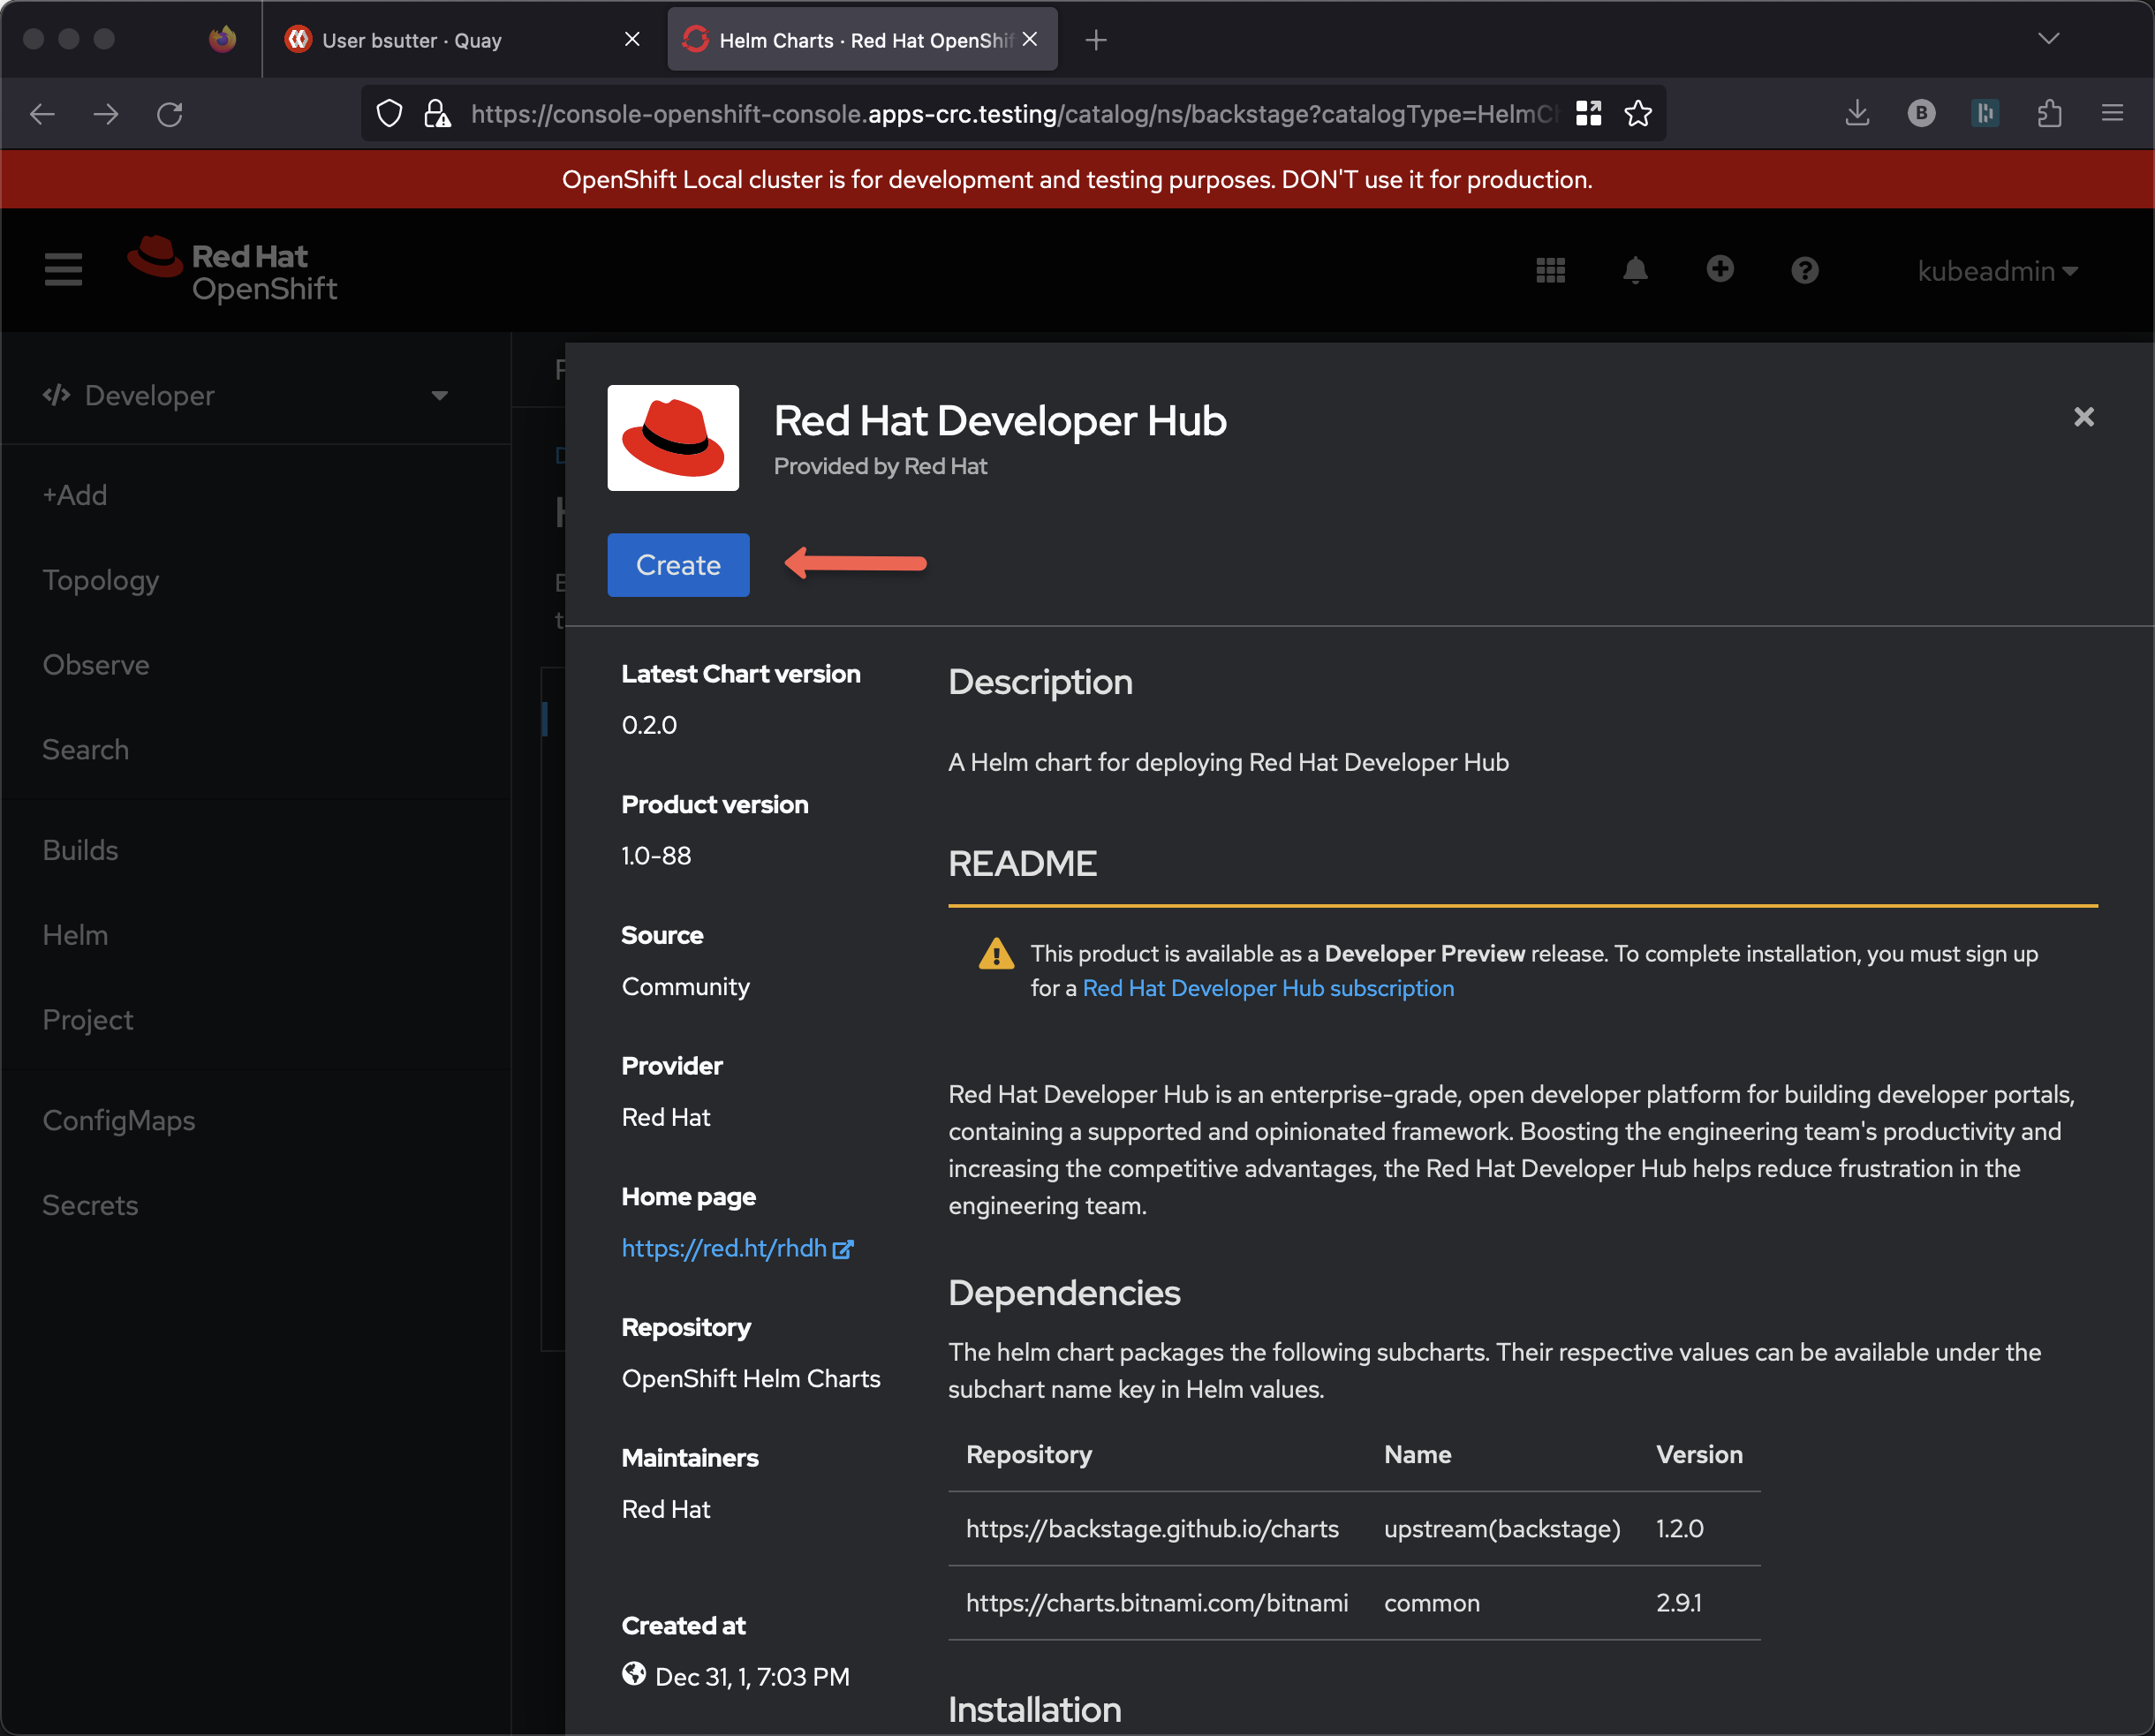 User bsutter · Quay
Helm Charts · Red Hat OpenShif
https://console-openshift-console.apps-crc.testing/catalog/ns/backstage?catalogType=HelmCh
B
OpenShift Local cluster is for development and testing purposes. DON'T use it for production.
Red Hat
OpenShift
kubeadmin
Developer
+Add
Topology
Observe
Search
Builds
Helm
Project
ConfigMaps
Secrets
Red Hat Developer Hub
Provided by Red Hat
Create
Latest Chart version
0.2.0
Product version
1.0-88
Source
Community
Provider
Red Hat
Home page
https://red.ht/rhdh
Repository
OpenShift Helm Charts
Maintainers
Red Hat
Created at
Dec 31, 1, 7:03 PM
Description
A Helm chart for deploying Red Hat Developer Hub
README
This product is available as a Developer Preview release. To complete installation, you must sign up
for a Red Hat Developer Hub subscription
Red Hat Developer Hub is an enterprise-grade, open developer platform for building developer portals,
containing a supported and opinionated framework. Boosting the engineering team's productivity and
increasing the competitive advantages, the Red Hat Developer Hub helps reduce frustration in the
engineering team.
Dependencies
The helm chart packages the following subcharts. Their respective values can be available under the
subchart name key in Helm values.
Repository Name Version
https://backstage.github.io/charts upstream(backstage) 1.2.0
https://charts.bitnami.com/bitnami common 2.9.1
Installation